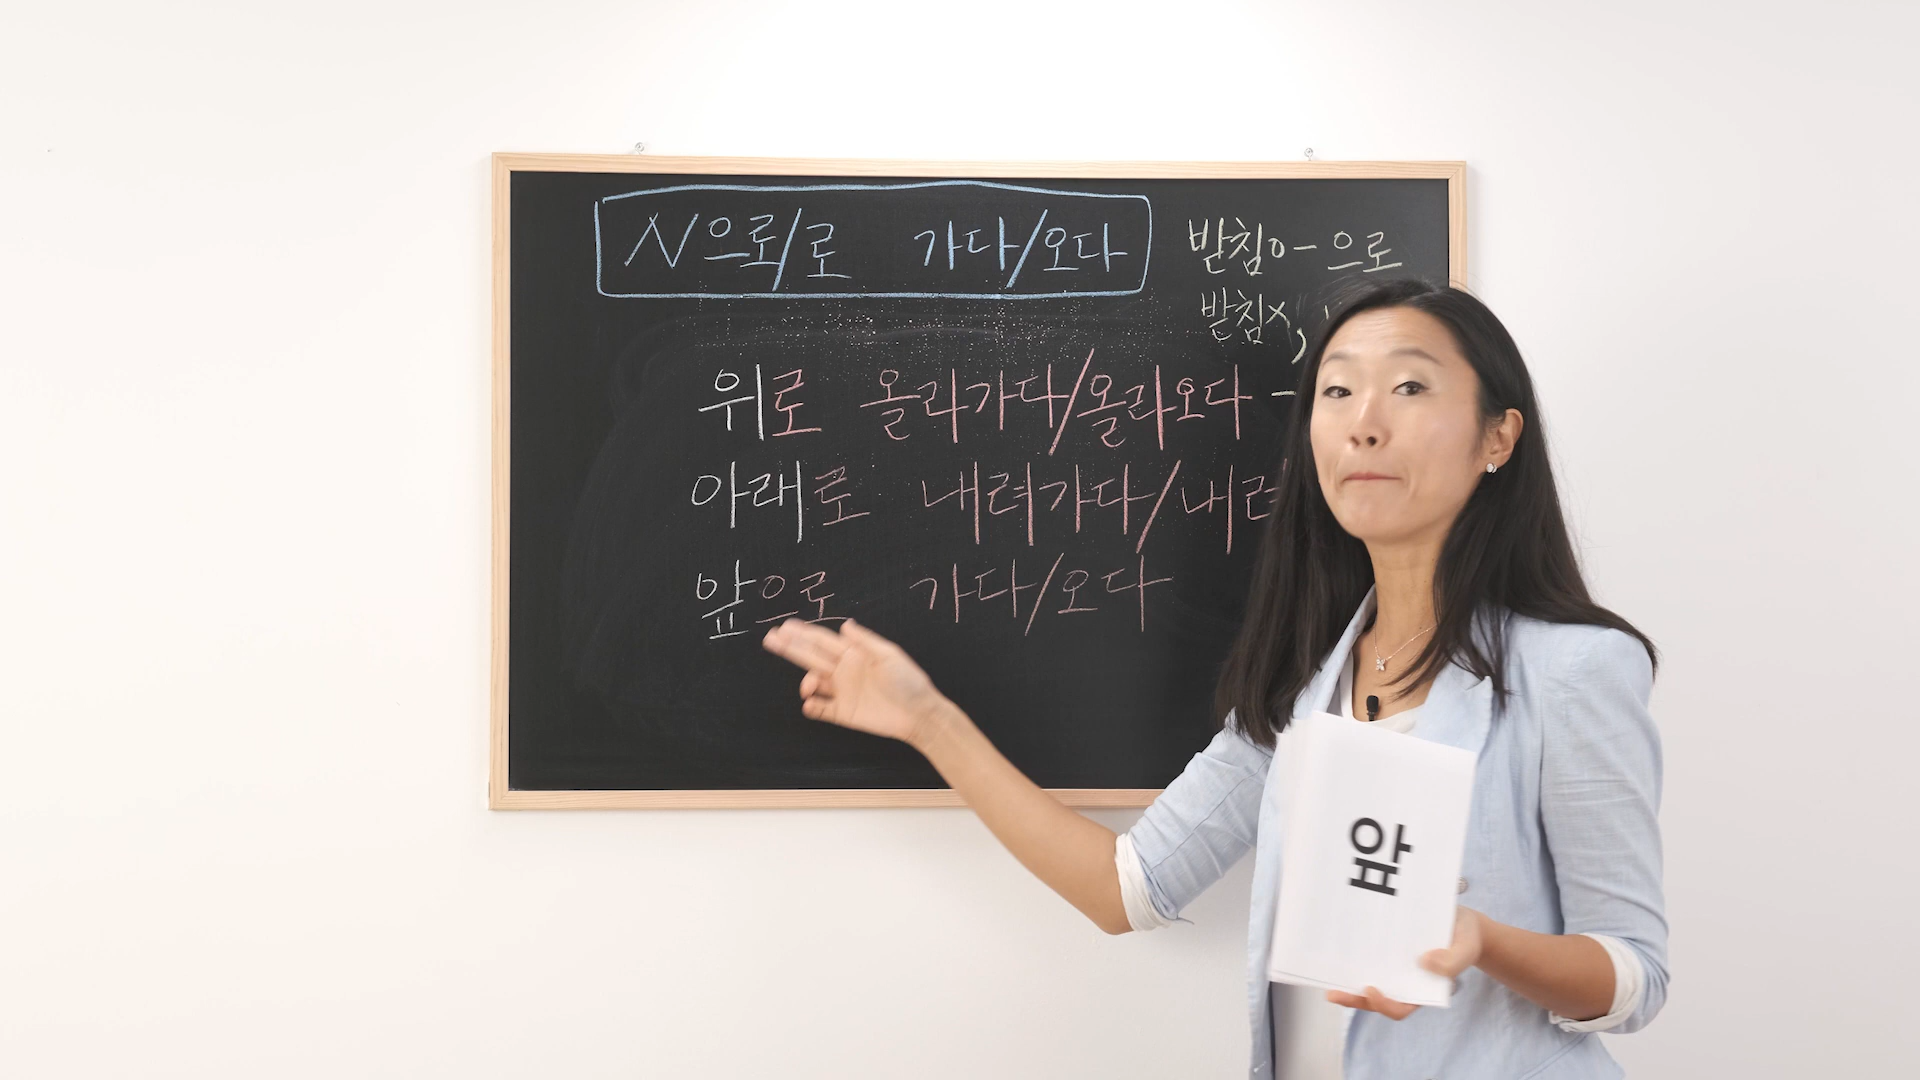 N으로/로 가다/오다
받침o - 으로
받침x,
위로 올라가다/올라오다 -
아래로 내려가다/내려
앞으로 가다/오다
앞